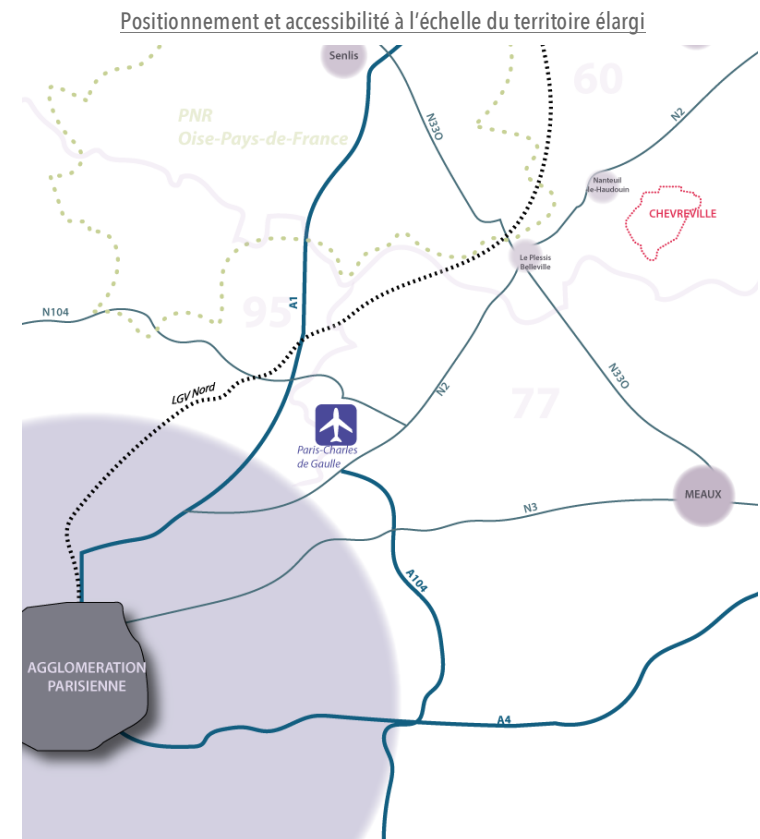 Positionnement et accessibilité à l'échelle du territoire élargi
Senlis
60
N2
PNR
Oise-Pays-de-France
N33O
Nanteuil
le-Haudouin
CHEVREVILLE
Le Plessis
Belleville
95
A1
N104
N33O
LGV Nord
N2
77
Paris-Charles
de Gaulle
MEAUX
N3
A104
AGGLOMERATION
PARISIENNE
A4